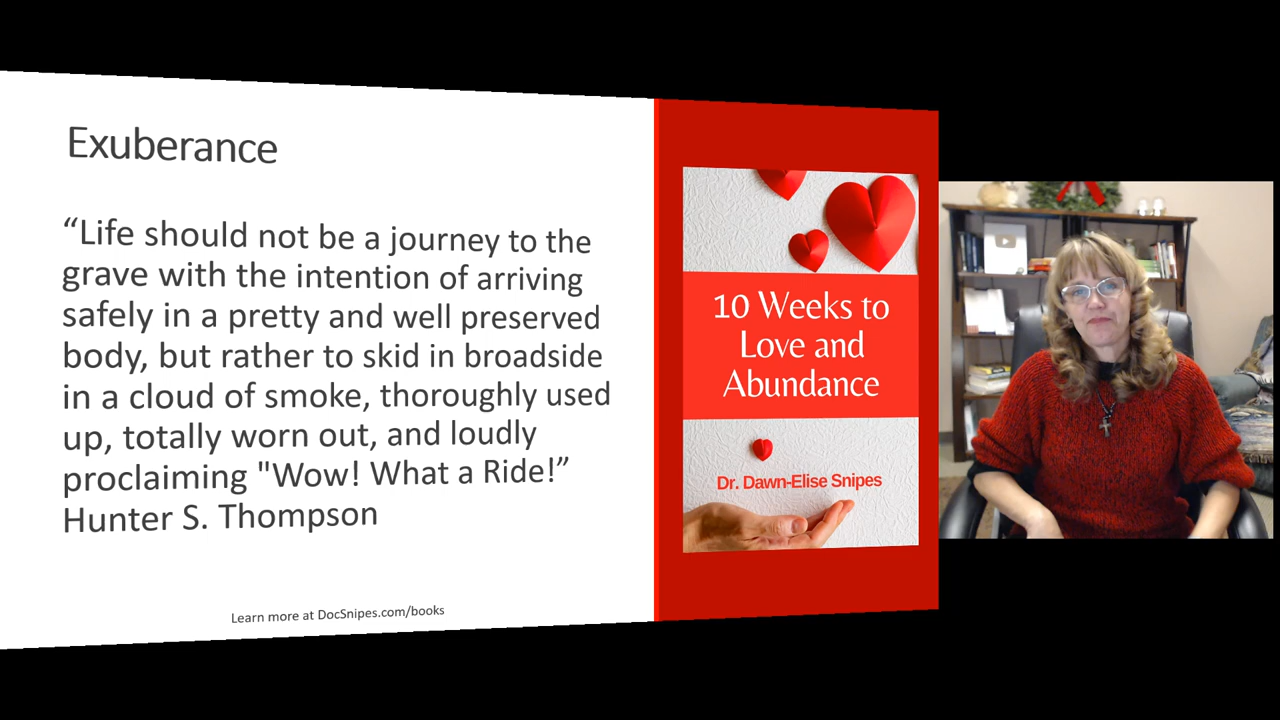 Exuberance
“Life should not be a journey to the
grave with the intention of arriving
safely in a pretty and well preserved
body, but rather to skid in broadside
in a cloud of smoke, thoroughly used
up, totally worn out, and loudly
proclaiming "Wow! What a Ride!”
Hunter S. Thompson
Learn more at DocSnipes.com/books
10 Weeks to
Love and
Abundance
Dr. Dawn-Elise Snipes